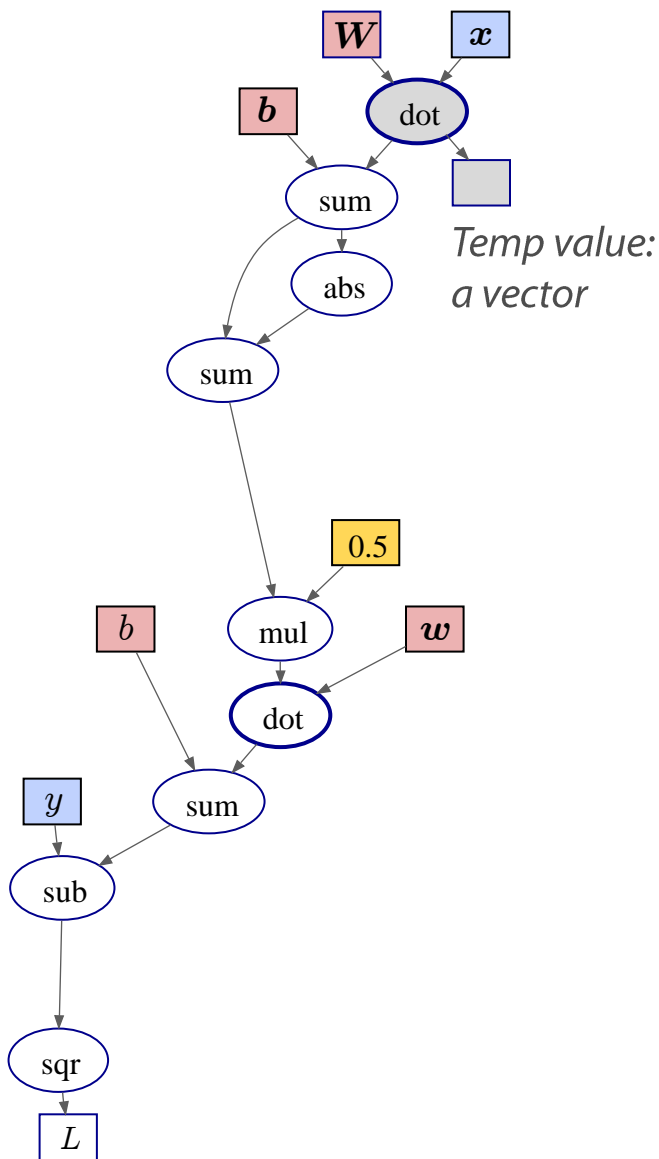 W
x
b
dot
sum
Temp value:
a vector
abs
sum
0.5
b
mul
w
dot
y
sum
sub
sqr
L